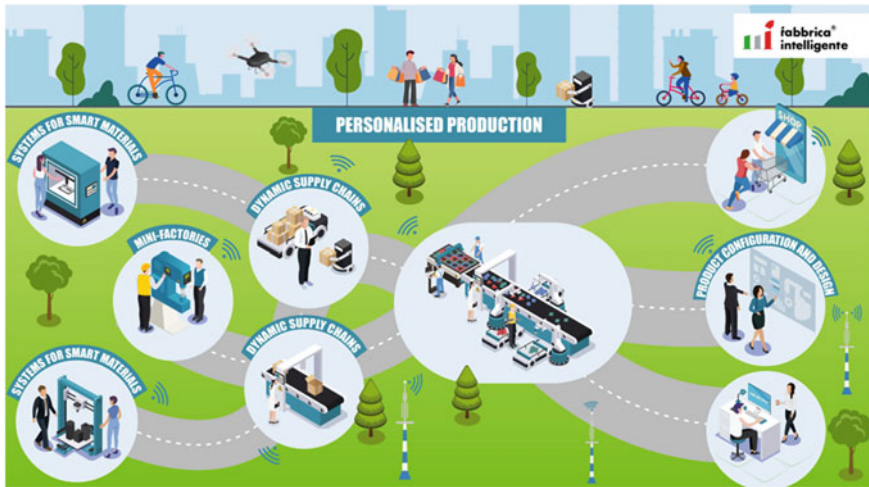 fabbrica®
intelligente
PERSONALISED PRODUCTION
SYSTEMS FOR SMART MATERIALS
SHOP
DYNAMIC SUPPLY CHAINS
MINI-FACTORIES
PRODUCT CONFIGURATION AND DESIGN
SYSTEMS FOR SMART MATERIALS
DYNAMIC SUPPLY CHAINS